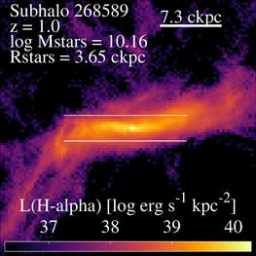 Subhalo 268589
7.3 ckpc
z = 1.0
log Mstars = 10.16
Rstars = 3.65 ckpc
L(H-alpha) [log erg s⁻¹ kpc⁻²]
37 38 39 40